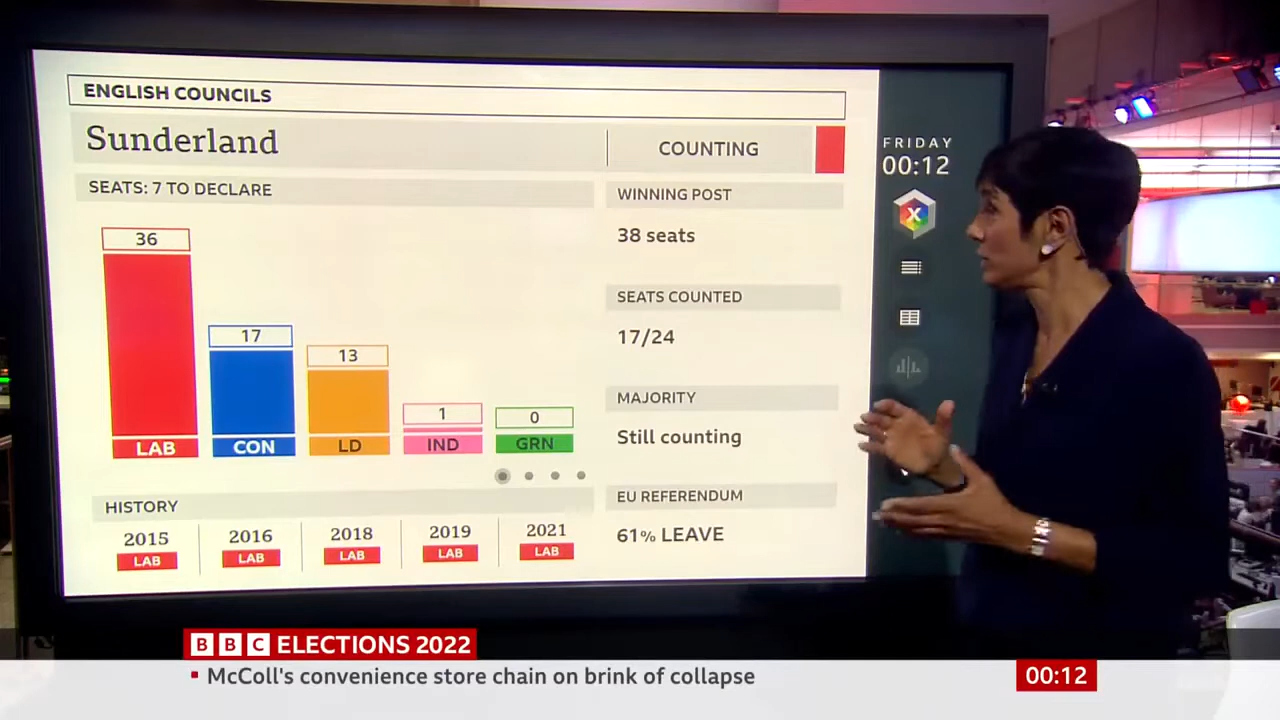 ENGLISH COUNCILS
Sunderland
COUNTING
SEATS: 7 TO DECLARE
36
17
13
1
0
LAB
CON
LD
IND
GRN
HISTORY
2015
2016
2018
2019
2021
LAB
LAB
LAB
LAB
LAB
WINNING POST
38 seats
SEATS COUNTED
17/24
MAJORITY
Still counting
EU REFERENDUM
61% LEAVE
FRIDAY
00:12
X
BBC ELECTIONS 2022
McColl's convenience store chain on brink of collapse
00:12